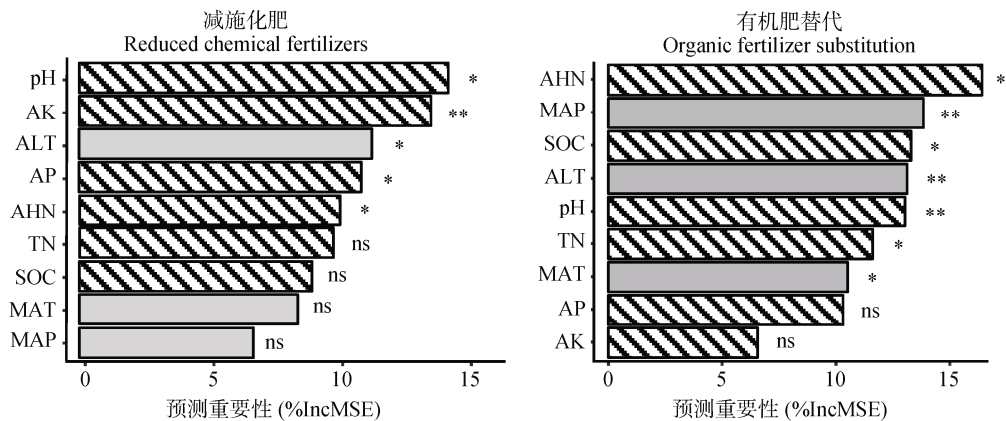 减施化肥
Reduced chemical fertilizers
pH *
AK **
ALT *
AP *
AHN *
TN ns
SOC ns
MAT ns
MAP ns
0 5 10 15
预测重要性 (%IncMSE)
有机肥替代
Organic fertilizer substitution
AHN *
MAP **
SOC *
ALT **
pH **
TN *
MAT *
AP ns
AK ns
0 5 10 15
预测重要性 (%IncMSE)